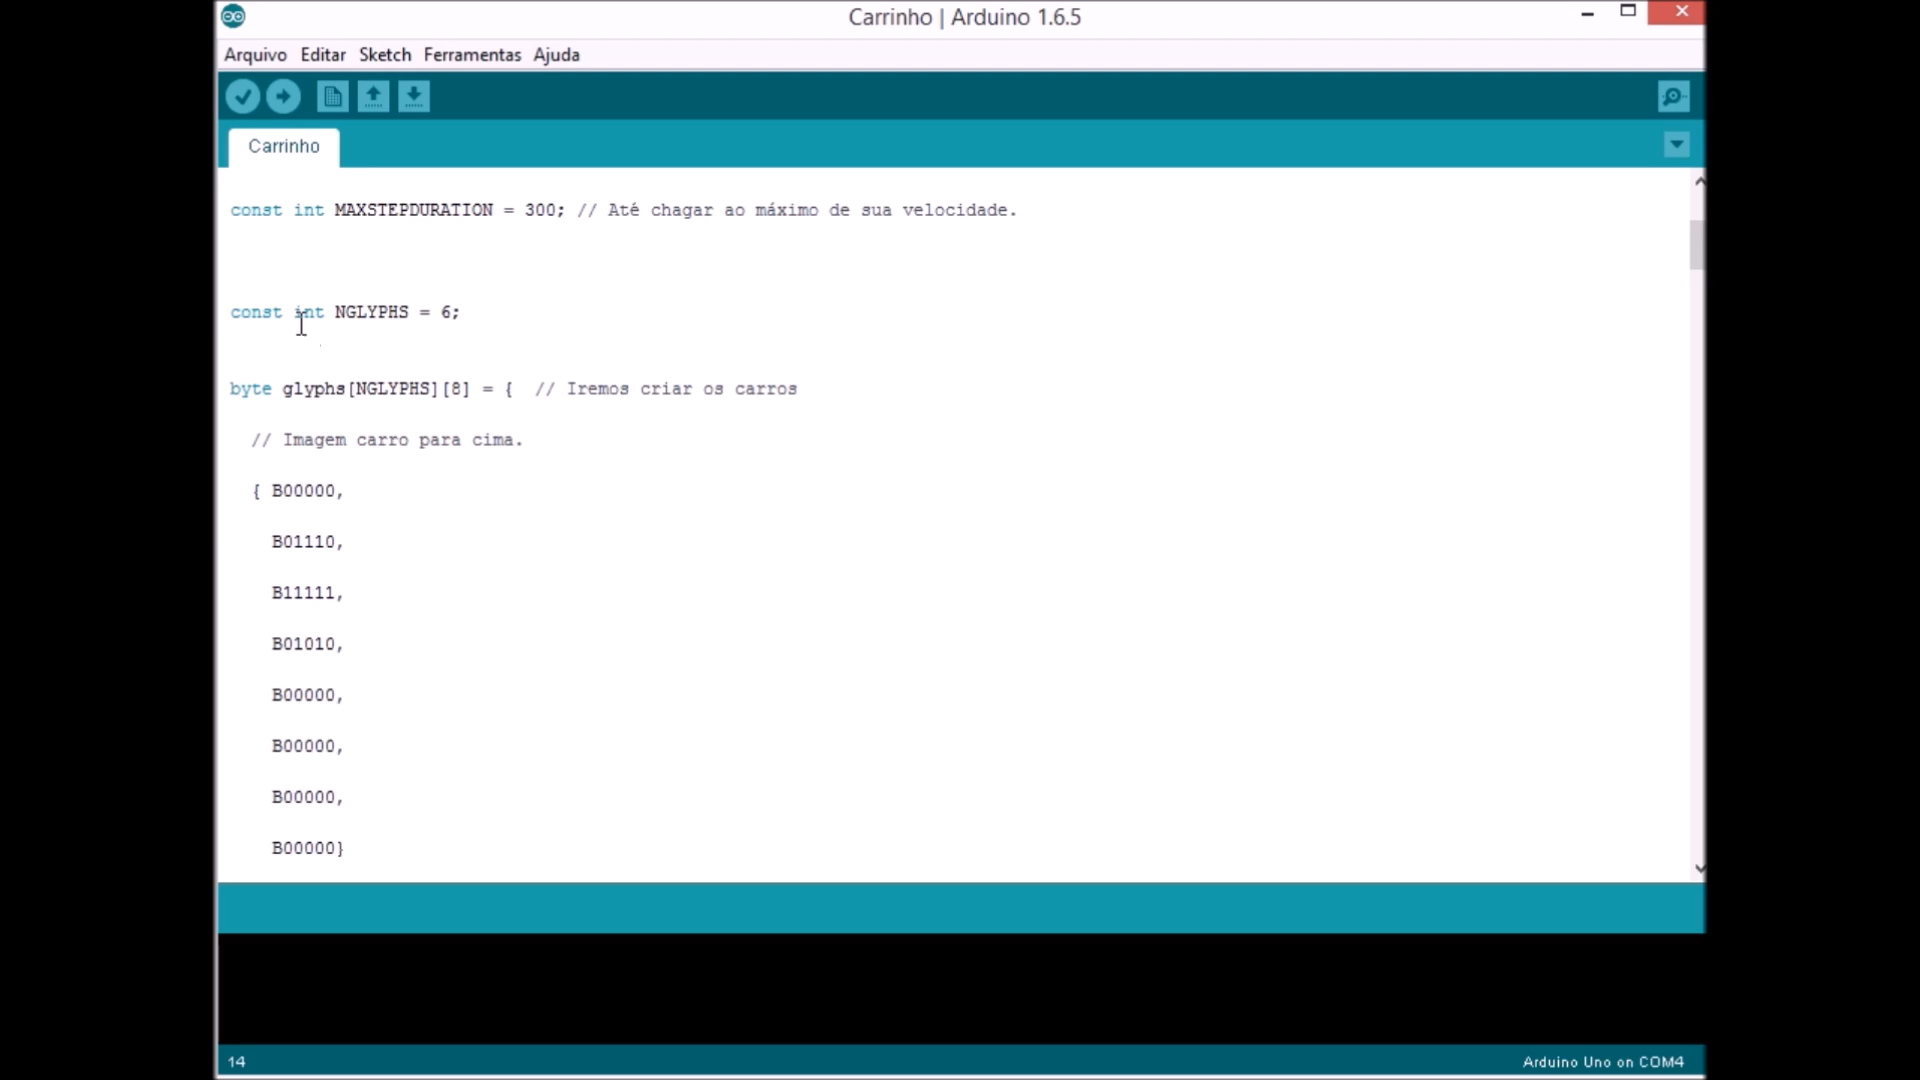 Carrinho | Arduino 1.6.5
Arquivo Editar Sketch Ferramentas Ajuda
Carrinho
const int MAXSTEPDURATION = 300; // Até chagar ao máximo de sua velocidade.
const int NGLYPHS = 6;
byte glyphs[NGLYPHS][8] = { // Iremos criar os carros
// Imagem carro para cima.
{ B00000,
B01110,
B11111,
B01010,
B00000,
B00000,
B00000,
B00000}
14
Arduino Uno on COM4